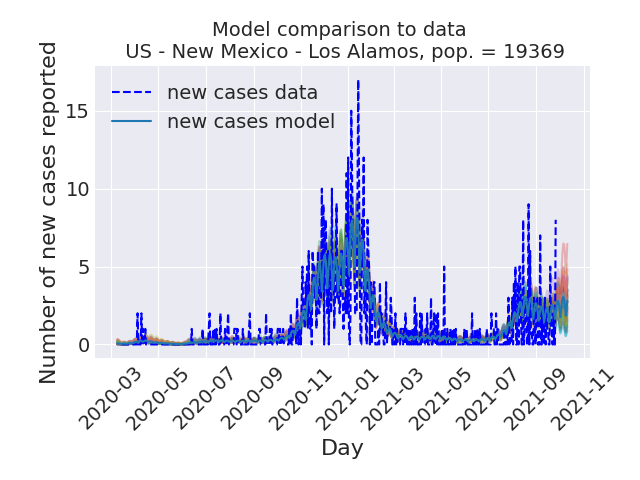 Model comparison to data
US - New Mexico - Los Alamos, pop. = 19369
Number of new cases reported
15
10
5
0
new cases data
new cases model
2020-03
2020-05
2020-07
2020-09
2020-11
2021-01
2021-03
2021-05
2021-07
2021-09
2021-11
Day